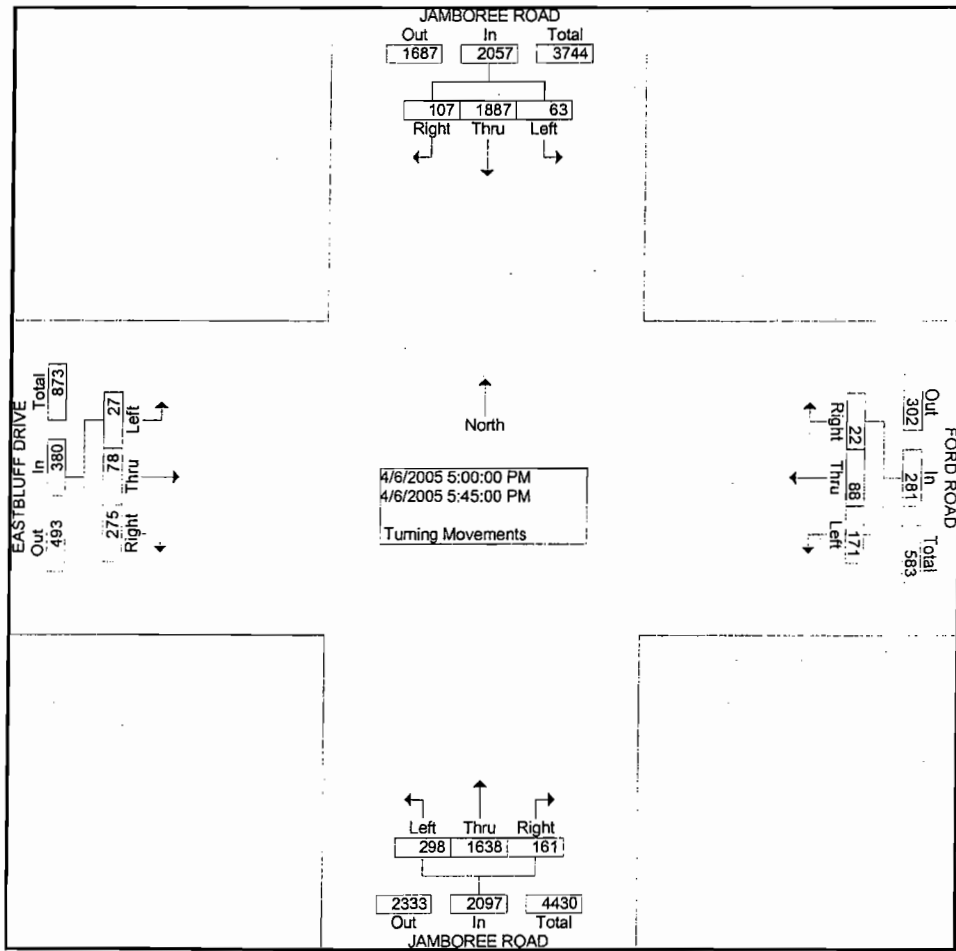 JAMBOREE ROAD
Out In Total
1687 2057 3744
107 1887 63
Right Thru Left
EASTBLUFF DRIVE
Out In Total
493 380 873
275 78 27
Right Thru Left
North
4/6/2005 5:00:00 PM
4/6/2005 5:45:00 PM
Turning Movements
Right Thru Left
22 88 171
Out In Total
302 281 583
FORD ROAD
Left Thru Right
298 1638 161
2333 2097 4430
Out In Total
JAMBOREE ROAD